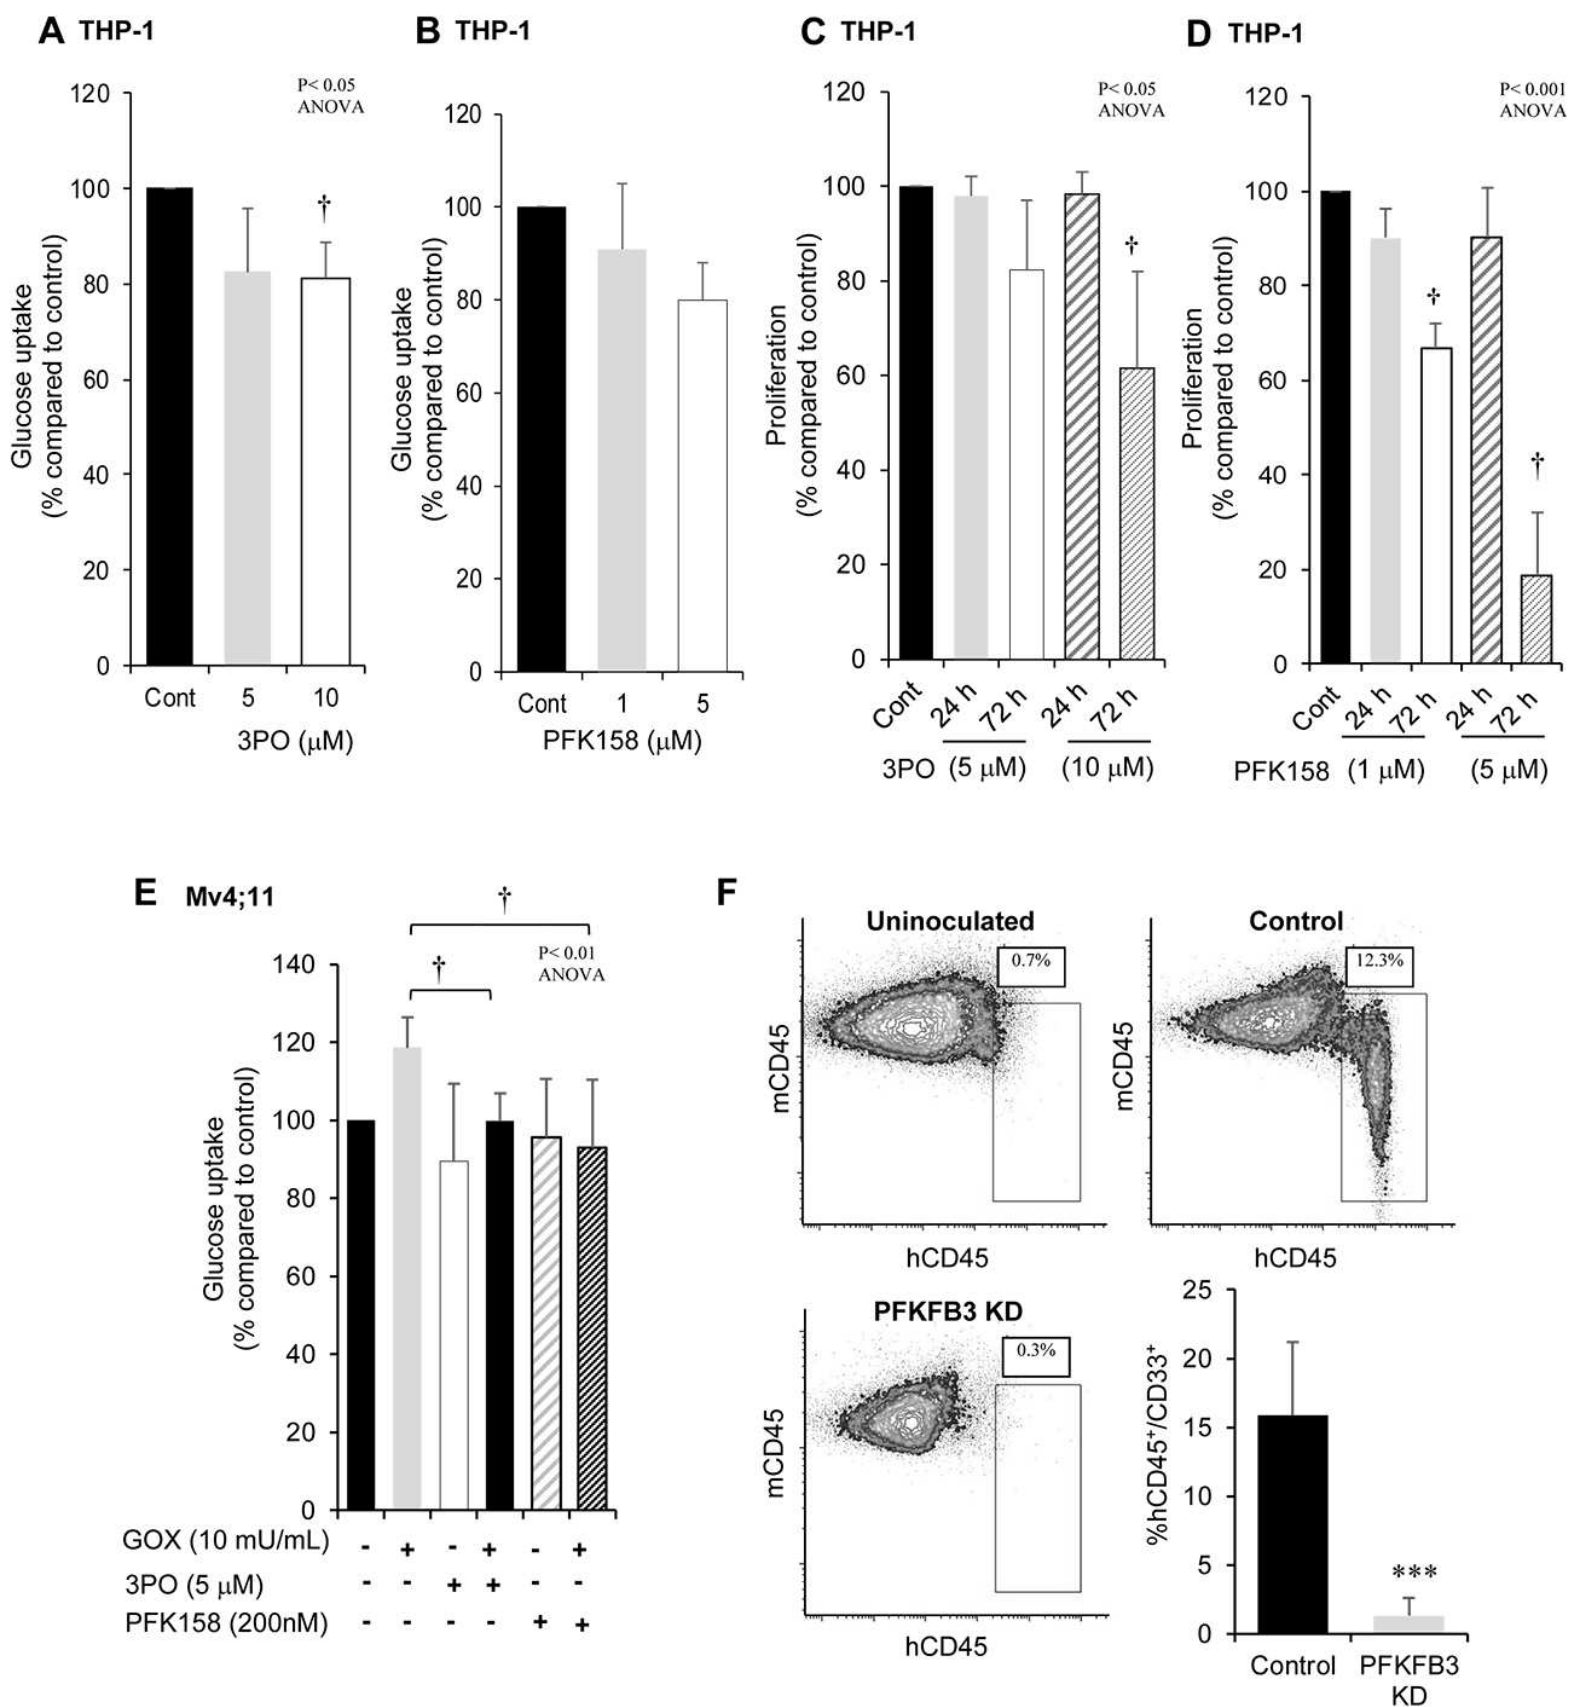 A THP-1
P< 0.05
ANOVA
120
100
80
60
40
20
0
Glucose uptake
(% compared to control)
†
Cont 5 10
3PO (μM)
B THP-1
120
100
80
60
40
20
0
Glucose uptake
(% compared to control)
Cont 1 5
PFK158 (μM)
C THP-1
P< 0.05
ANOVA
120
100
80
60
40
20
0
Proliferation
(% compared to control)
†
Cont 24 h 72 h 24 h 72 h
3PO (5 μM) (10 μM)
D THP-1
P< 0.001
ANOVA
120
100
80
60
40
20
0
Proliferation
(% compared to control)
†
†
Cont 24 h 72 h 24 h 72 h
PFK158 (1 μM) (5 μM)
E Mv4;11
†
†
P< 0.01
ANOVA
140
120
100
80
60
40
20
0
Glucose uptake
(% compared to control)
GOX (10 mU/mL) - + - + - +
3PO (5 μM) - - + + - -
PFK158 (200nM) - - - - + +
F
Uninoculated
0.7%
mCD45
hCD45
Control
12.3%
mCD45
hCD45
PFKFB3 KD
0.3%
mCD45
hCD45
25
20
15
10
5
0
%hCD45⁺/CD33⁺
***
Control PFKFB3
KD